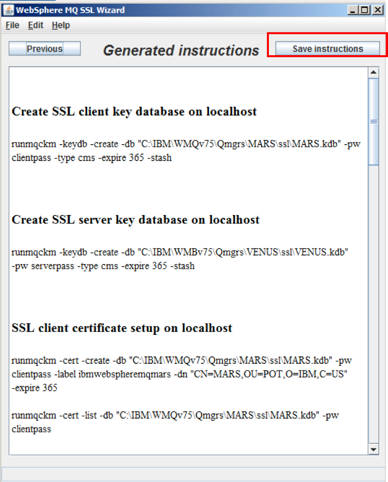 WebSphere MQ SSL Wizard
File Edit Help
Previous Generated instructions Save instructions
Create SSL client key database on localhost
runmqckm -keydb -create -db "C:\IBM\WMQv75\Qmgrs\MARS\ssl\MARS.kdb" -pw
clientpass -type cms -expire 365 -stash
Create SSL server key database on localhost
runmqckm -keydb -create -db "C:\IBM\WMBv75\Qmgrs\VENUS\ssl\VENUS.kdb"
-pw serverpass -type cms -expire 365 -stash
SSL client certificate setup on localhost
runmqckm -cert -create -db "C:\IBM\WMQv75\Qmgrs\MARS\ssl\MARS.kdb" -pw
clientpass -label ibmwebspheremqmars -dn "CN=MARS,OU=POT,O=IBM,C=US"
-expire 365
runmqckm -cert -list -db "C:\IBM\WMQv75\Qmgrs\MARS\ssl\MARS.kdb" -pw
clientpass